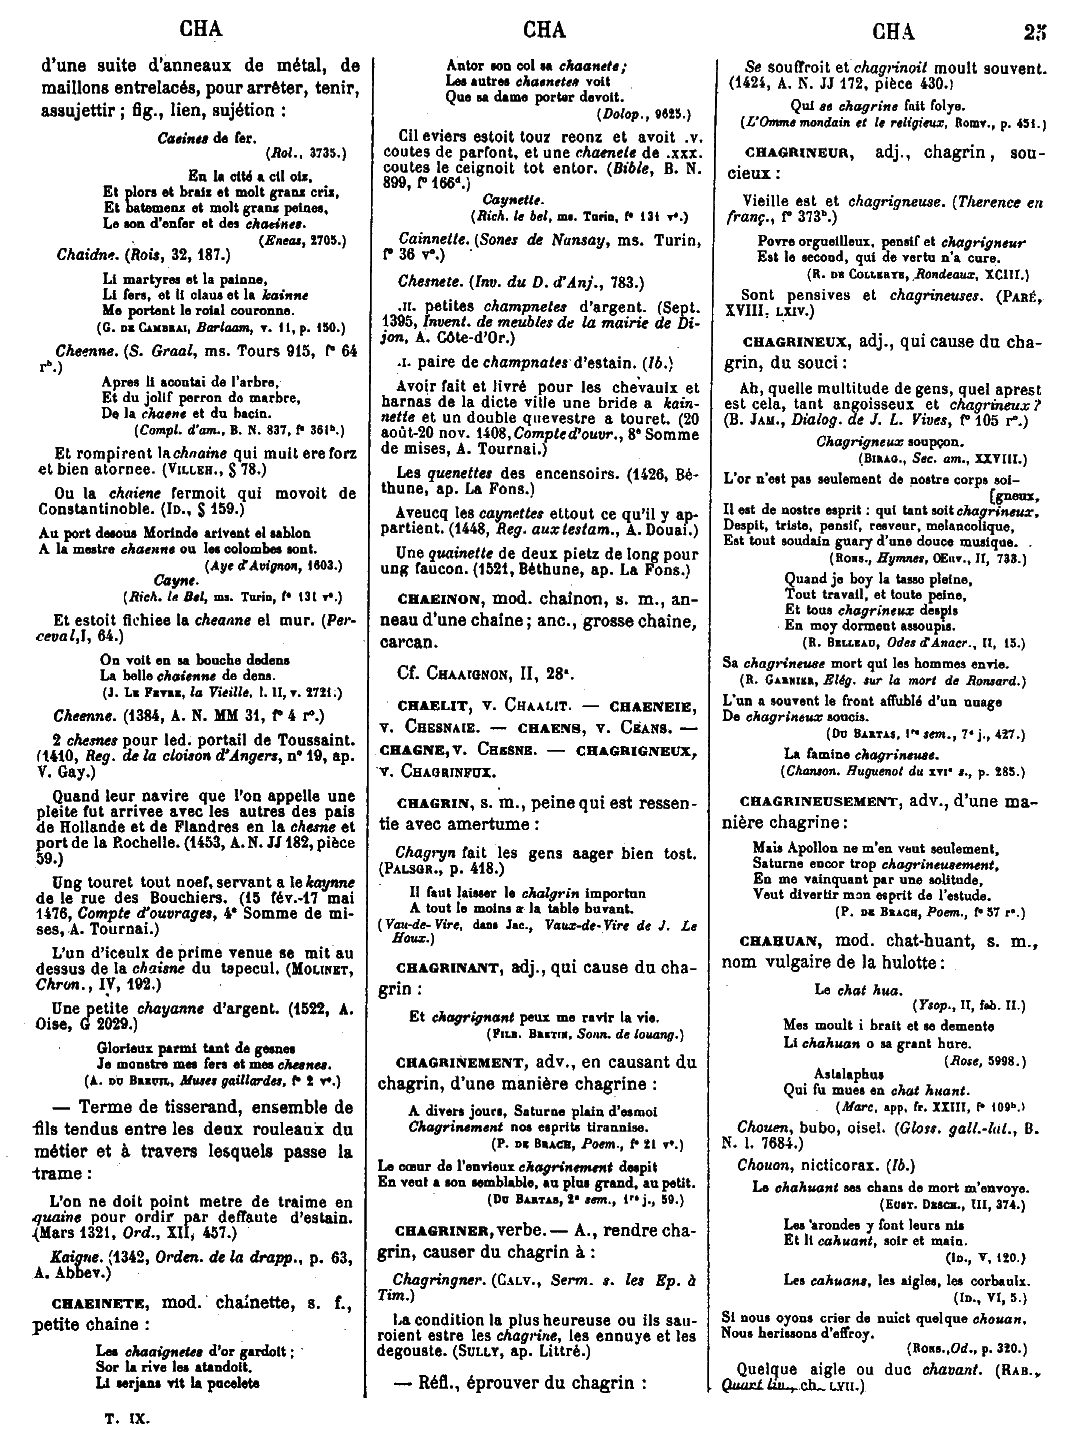 CHA
CHA
CHA
25
d'une suite d'anneaux de métal, de
maillons entrelacés, pour arrêter, tenir,
assujettir ; fig., lien, sujétion :
Caeines de fer.
(Rol., 3735.)
En la cité a cil oiz,
Et plors et braiz et molt granz criz,
Et batemenz et molt granz peines,
Le son d'enfer et des chaeines.
(Eneas, 2705.)
Chaidne. (Rois, 32, 187.)
Li martyres et la painne,
Li fers, et li claus et la kainne
Me portent le roial couronne.
(G. DE CAMBRAI, Barlaam, v. 11, p. 150.)
Cheenne. (S. Graal, ms. Tours 915, f° 64
rb.)
Apres li acontai de l'arbre,
Et du jolif perron de marbre,
De la chaene et du bacin.
(Compl. d'am., B. N. 837, f° 361b.)
Et rompirent la chnaine qui muit ere forz
et bien atornee. (VILLEH., § 78.)
Ou la chaiene fermoit qui movoit de
Constantinoble. (ID., § 159.)
Au port desous Morinde arivent el sablon
A la mestre chaenne ou les colombes sont.
(Aye d'Avignon, 1603.)
Cayne.
(Rich. le Bel, ms. Turin, f° 131 v°.)
Et estoit fichiee la cheanne el mur. (Per-
ceval, I, 64.)
On voit en sa bouche dedens
La belle chaienne de dens.
(J. LE FEVRE, la Vieille, l. II, v. 2721.)
Cheenne. (1384, A. N. MM 31, f° 4 r°.)
2 chesnes pour led. portail de Toussaint.
(1410, Reg. de la cloison d'Angers, n° 19, ap.
V. Gay.)
Quand leur navire que l'on appelle une
pleite fut arrivee avec les autres des pais
de Hollande et de Flandres en la chesne et
port de la Rochelle. (1453, A. N. JJ 182, pièce
59.)
Ung touret tout noef, servant a le kaynne
de le rue des Bouchiers. (15 fév.-17 mai
1476, Compte d'ouvrages, 4e Somme de mi-
ses, A. Tournai.)
L'un d'iceulx de prime venue se mit au
dessus de la chaisne du tapecul. (MOLINET,
Chron., IV, 192.)
Une petite chayanne d'argent. (1522, A.
Oise, G 2029.)
Glorieux parmi tant de gesnes
Je monstre mes fers et mes chesnes.
(A. DU BREUIL, Muses gaillardes, f° 2 v°.)
— Terme de tisserand, ensemble de
fils tendus entre les deux rouleaux du
métier et à travers lesquels passe la
trame :
L'on ne doit point metre de traime en
quaine pour ordir par deffaute d'estain.
(Mars 1321, Ord., XII, 457.)
Kaigne. (1342, Orden. de la drapp., p. 63,
A. Abbev.)
CHAEINETE, mod. chaînette, s. f.,
petite chaine :
Les chaaignetes d'or gardoit ;
Sor la rive les atandoit.
Li serjans vit la pucelete
T. IX.
Autor son col sa chaanete ;
Les autres chaenetes voit
Que sa dame porter devoit.
(Dolop., 9625.)
Cil eviers estoit touz reonz et avoit .v.
coutes de parfont, et une chaenete de .xxx.
coutes le ceignoit tot entor. (Bible, B. N.
899, f° 166d.)
Caynette.
(Rich. le bel, ms. Turin, f° 131 v°.)
Cainnette. (Sones de Nansay, ms. Turin,
f° 36 v°.)
Chesnete. (Inv. du D. d'Anj., 783.)
.II. petites champnetes d'argent. (Sept.
1395, Invent. de meubles de la mairie de Di-
jon, A. Côte-d'Or.)
.I. paire de champnates d'estain. (Ib.)
Avoir fait et livré pour les chevaulx et
harnas de la dicte ville une bride a kain-
nette et un double quevestre a touret. (20
août-20 nov. 1408, Compte d'ouvr., 8e Somme
de mises, A. Tournai.)
Les quenettes des encensoirs. (1426, Bé-
thune, ap. La Fons.)
Aveucq les caynettes ettout ce qu'il y ap-
partient. (1448, Reg. aux testam., A. Douai.)
Une quainette de deux pietz de long pour
ung faucon. (1521, Béthune, ap. La Fons.)
CHAEINON, mod. chaînon, s. m., an-
neau d'une chaîne ; anc., grosse chaine,
carcan.
Cf. CHAAIGNON, II, 28a.
CHAELIT, v. CHAALIT. — CHAENEIE,
v. CHESNAIE. — CHAENS, v. CÉANS. —
CHAGNE, v. CHESNE. — CHAGRIGNEUX,
v. CHAGRINEUX.
CHAGRIN, s. m., peine qui est ressen-
tie avec amertume :
Chagryn fait les gens aager bien tost.
(PALSGR., p. 418.)
Il faut laisser le chalgrin importun
A tout le moins a la table buvant.
(Vau-de-Vire, dans Jac., Vaux-de-Vire de J. Le
Houx.)
CHAGRINANT, adj., qui cause du cha-
grin :
Et chagrignant peux me ravir la vie.
(FILB. BRETIN, Sonn. de louang.)
CHAGRINEMENT, adv., en causant du
chagrin, d'une manière chagrine :
A divers jours, Saturne plain d'esmoi
Chagrinement nos esprits tirannise.
(P. DE BRACH, Poem., f° 21 v°.)
Le cœur de l'envieux chagrinement despit
En veut a son semblable, au plus grand, au petit.
(DU BARTAS, 2e sem., 1re j., 59.)
CHAGRINER, verbe. — A., rendre cha-
grin, causer du chagrin à :
Chagringner. (CALV., Serm. s. les Ep. à
Tim.)
La condition la plus heureuse ou ils sau-
roient estre les chagrine, les ennuye et les
degouste. (SULLY, ap. Littré.)
— Réfl., éprouver du chagrin :
Se souffroit et chagrinoit moult souvent.
(1424, A. N. JJ 172, pièce 430.)
Qui se chagrine fait folye.
(L'Omme mondain et le religieux, Romv., p. 451.)
CHAGRINEUR, adj., chagrin, sou-
cieux :
Vieille est et chagrigneuse. (Therence en
franç., f° 373b.)
Povre orgueilleux, pensif et chagrigneur
Est le second, qui de vertu n'a cure.
(R. DE COLLERYE, Rondeaux, XCIII.)
Sont pensives et chagrineuses. (PARÉ,
XVIII, LXIV.)
CHAGRINEUX, adj., qui cause du cha-
grin, du souci :
Ah, quelle multitude de gens, quel aprest
est cela, tant angoisseux et chagrineux ?
(B. JAM., Dialog. de J. L. Vives, f° 105 r°.)
Chagrigneux soupçon.
(BIRAG., Sec. am., XXVIII.)
L'or n'est pas seulement de nostre corps soi-
[gneux,
Il est de nostre esprit : qui tant soit chagrineux,
Despit, triste, pensif, resveur, melancolique,
Est tout soudain guary d'une douce musique.
(RONS., Hymnes, Œuv., II, 733.)
Quand je boy la tasso pleine,
Tout travail, et toute peine,
Et tous chagrineux despis
En moy dorment assoupis.
(R. BELLEAU, Odes d'Anacr., II, 15.)
Sa chagrineuse mort qui les hommes envie.
(R. GARNIER, Elég. sur la mort de Ronsard.)
L'un a souvent le front affublé d'un nuage
De chagrineux soucis.
(DU BARTAS, 1re sem., 7e j., 427.)
La famine chagrineuse.
(Chanson. Huguenot du XVIe s., p. 285.)
CHAGRINEUSEMENT, adv., d'une ma-
nière chagrine :
Mais Apollon ne m'en veut seulement,
Saturne encor trop chagrineusement,
En me vainquant par une solitude,
Veut divertir mon esprit de l'estude.
(P. DE BRACH, Poem., f° 57 r°.)
CHAHUAN, mod. chat-huant, s. m.,
nom vulgaire de la hulotte :
Le chat hua.
(Ysop., II, fab. II.)
Mes moult i brait et se demente
Li chahuan o sa grant hure.
(Rose, 5998.)
Astalaphus
Qui fu mués en chat huant.
(Marc, app. fr. XXIII, f° 109b.)
Chouen, bubo, oisel. (Gloss. gall.-lat., B.
N. l. 7684.)
Chouan, nicticorax. (Ib.)
Le chahuant ses chans de mort m'envoye.
(EUST. DESCH., III, 374.)
Les arondes y font leurs nis
Et li cahuant, soir et main.
(ID., V, 120.)
Les cahuans, les aigles, les corbaulx.
(ID., VI, 5.)
Si nous oyons crier de nuict quelque chouan,
Nous herissons d'effroy.
(RONS., Od., p. 320.)
Quelque aigle ou duc chavant. (RAB.,
Quart liv., ch. LVII.)